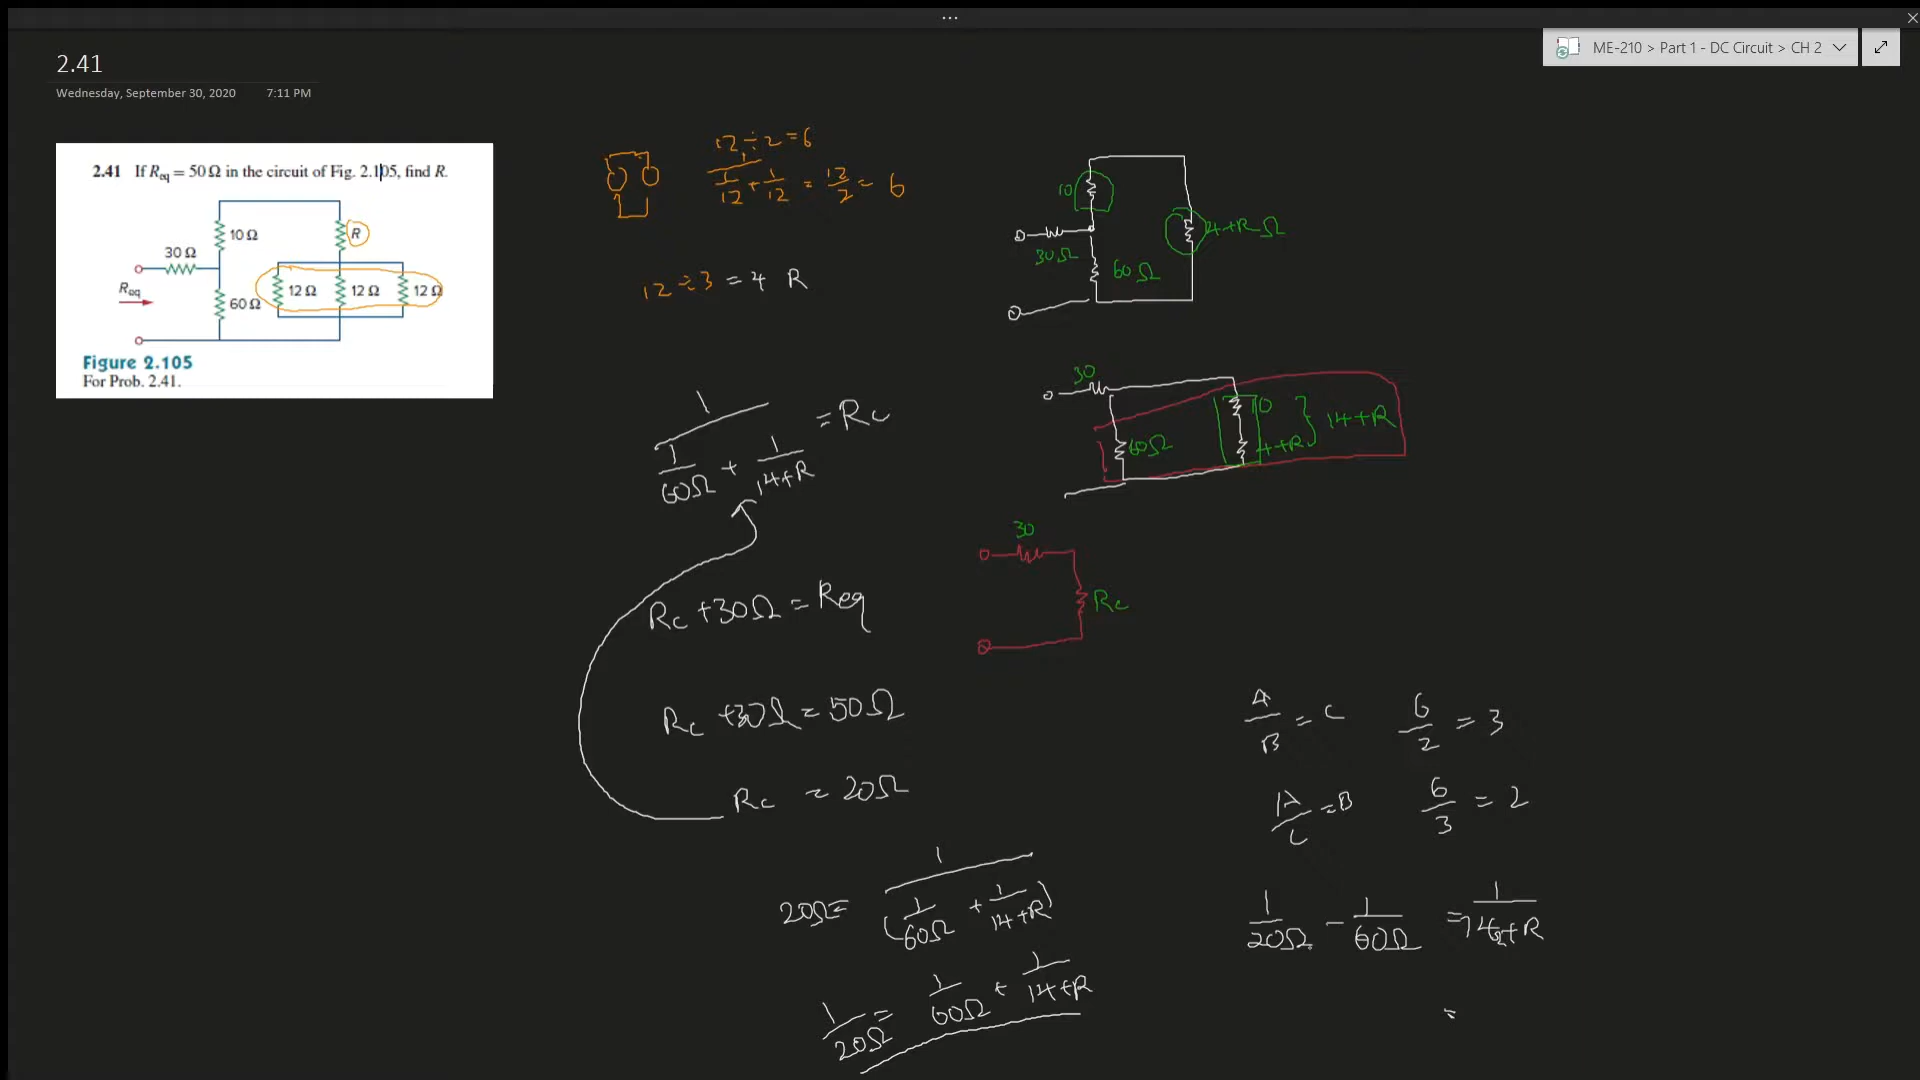 ME-210 > Part 1 - DC Circuit > CH 2
2.41
Wednesday, September 30, 2020 7:11 PM
2.41 If Req = 50 Ω in the circuit of Fig. 2.105, find R.
10 Ω
R
30 Ω
Req
60 Ω
12 Ω
12 Ω
12 Ω
Figure 2.105
For Prob. 2.41.
12 ÷ 2 = 6
1/(1/12 + 1/12) = 12/2 = 6
12 ÷ 3 = 4 R
10
4+R Ω
30Ω
60Ω
30
60Ω
10
4+R
14+R
1/(1/60Ω + 1/(14+R)) = Rc
30
Rc
Rc + 30Ω = Req
Rc + 30Ω = 50Ω
Rc = 20Ω
20Ω = 1/(1/60Ω + 1/(14+R))
1/20Ω = 1/60Ω + 1/(14+R)
A/B = C 6/2 = 3
A/C = B 6/3 = 2
1/20Ω - 1/60Ω = 1/(14Ω+R)
=